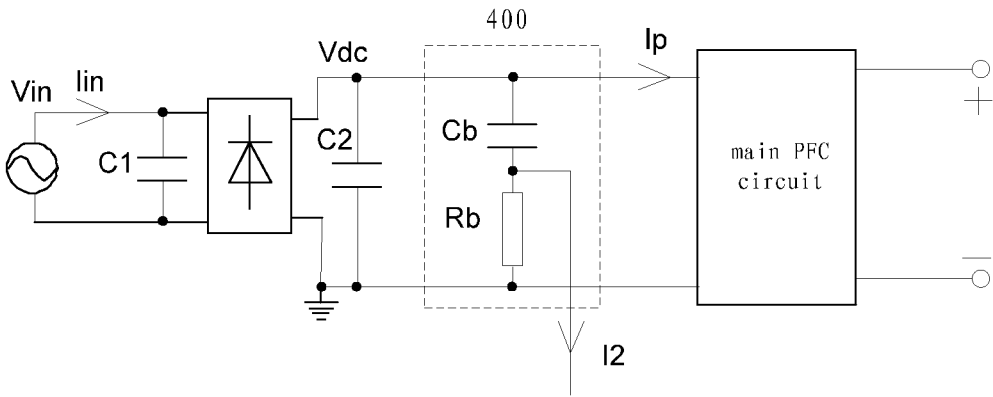 400
Vdc
Ip
Vin
Iin
C1
C2
Cb
Rb
main PFC
circuit
+
−
I2